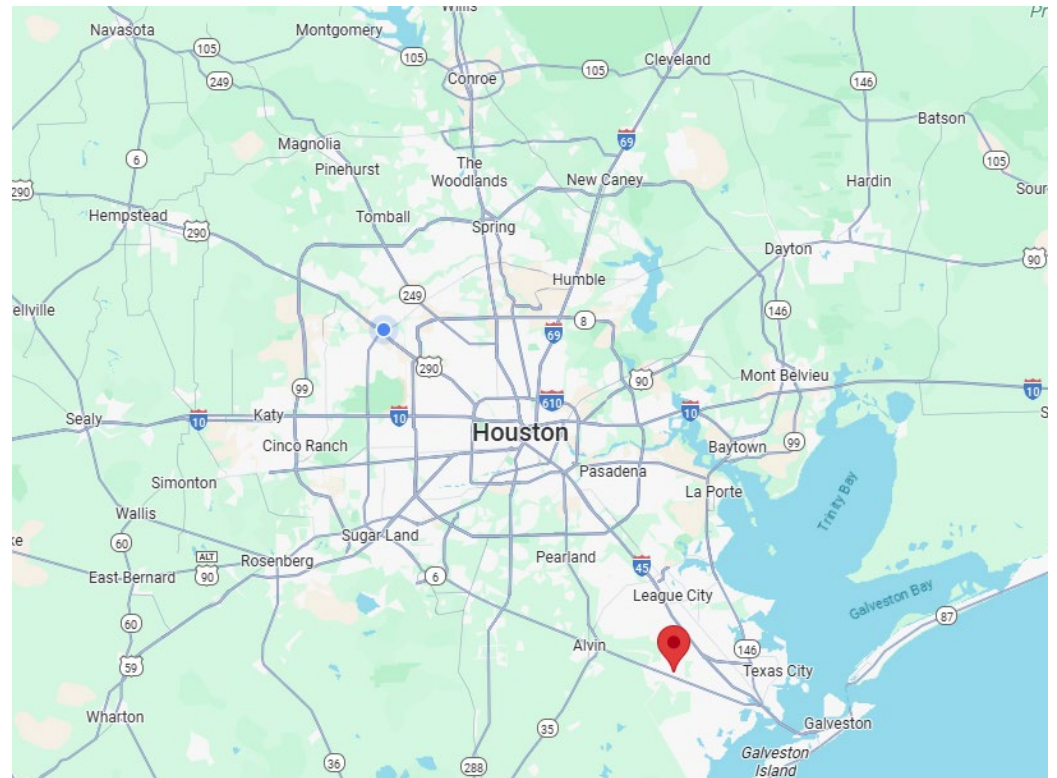 Willis
Pr
Navasota
Montgomery
105
105
Cleveland
249
Conroe
105
146
Batson
69
Magnolia
6
Pinehurst
The
Woodlands
New Caney
105
Hardin
290
Sour
Hempstead
290
Tomball
Spring
Dayton
90
Humble
249
8
146
ellville
69
290
90
Mont Belvieu
99
610
10
Sealy
10
Katy
10
10
S
Houston
Cinco Ranch
Baytown
99
Pasadena
Simonton
La Porte
Trinity Bay
Wallis
Sugar Land
ke
60
ALT
90
Rosenberg
Pearland
45
East Bernard
6
League City
Galveston Bay
87
60
Alvin
146
59
Texas City
Wharton
35
Galveston
36
288
Galveston
Island